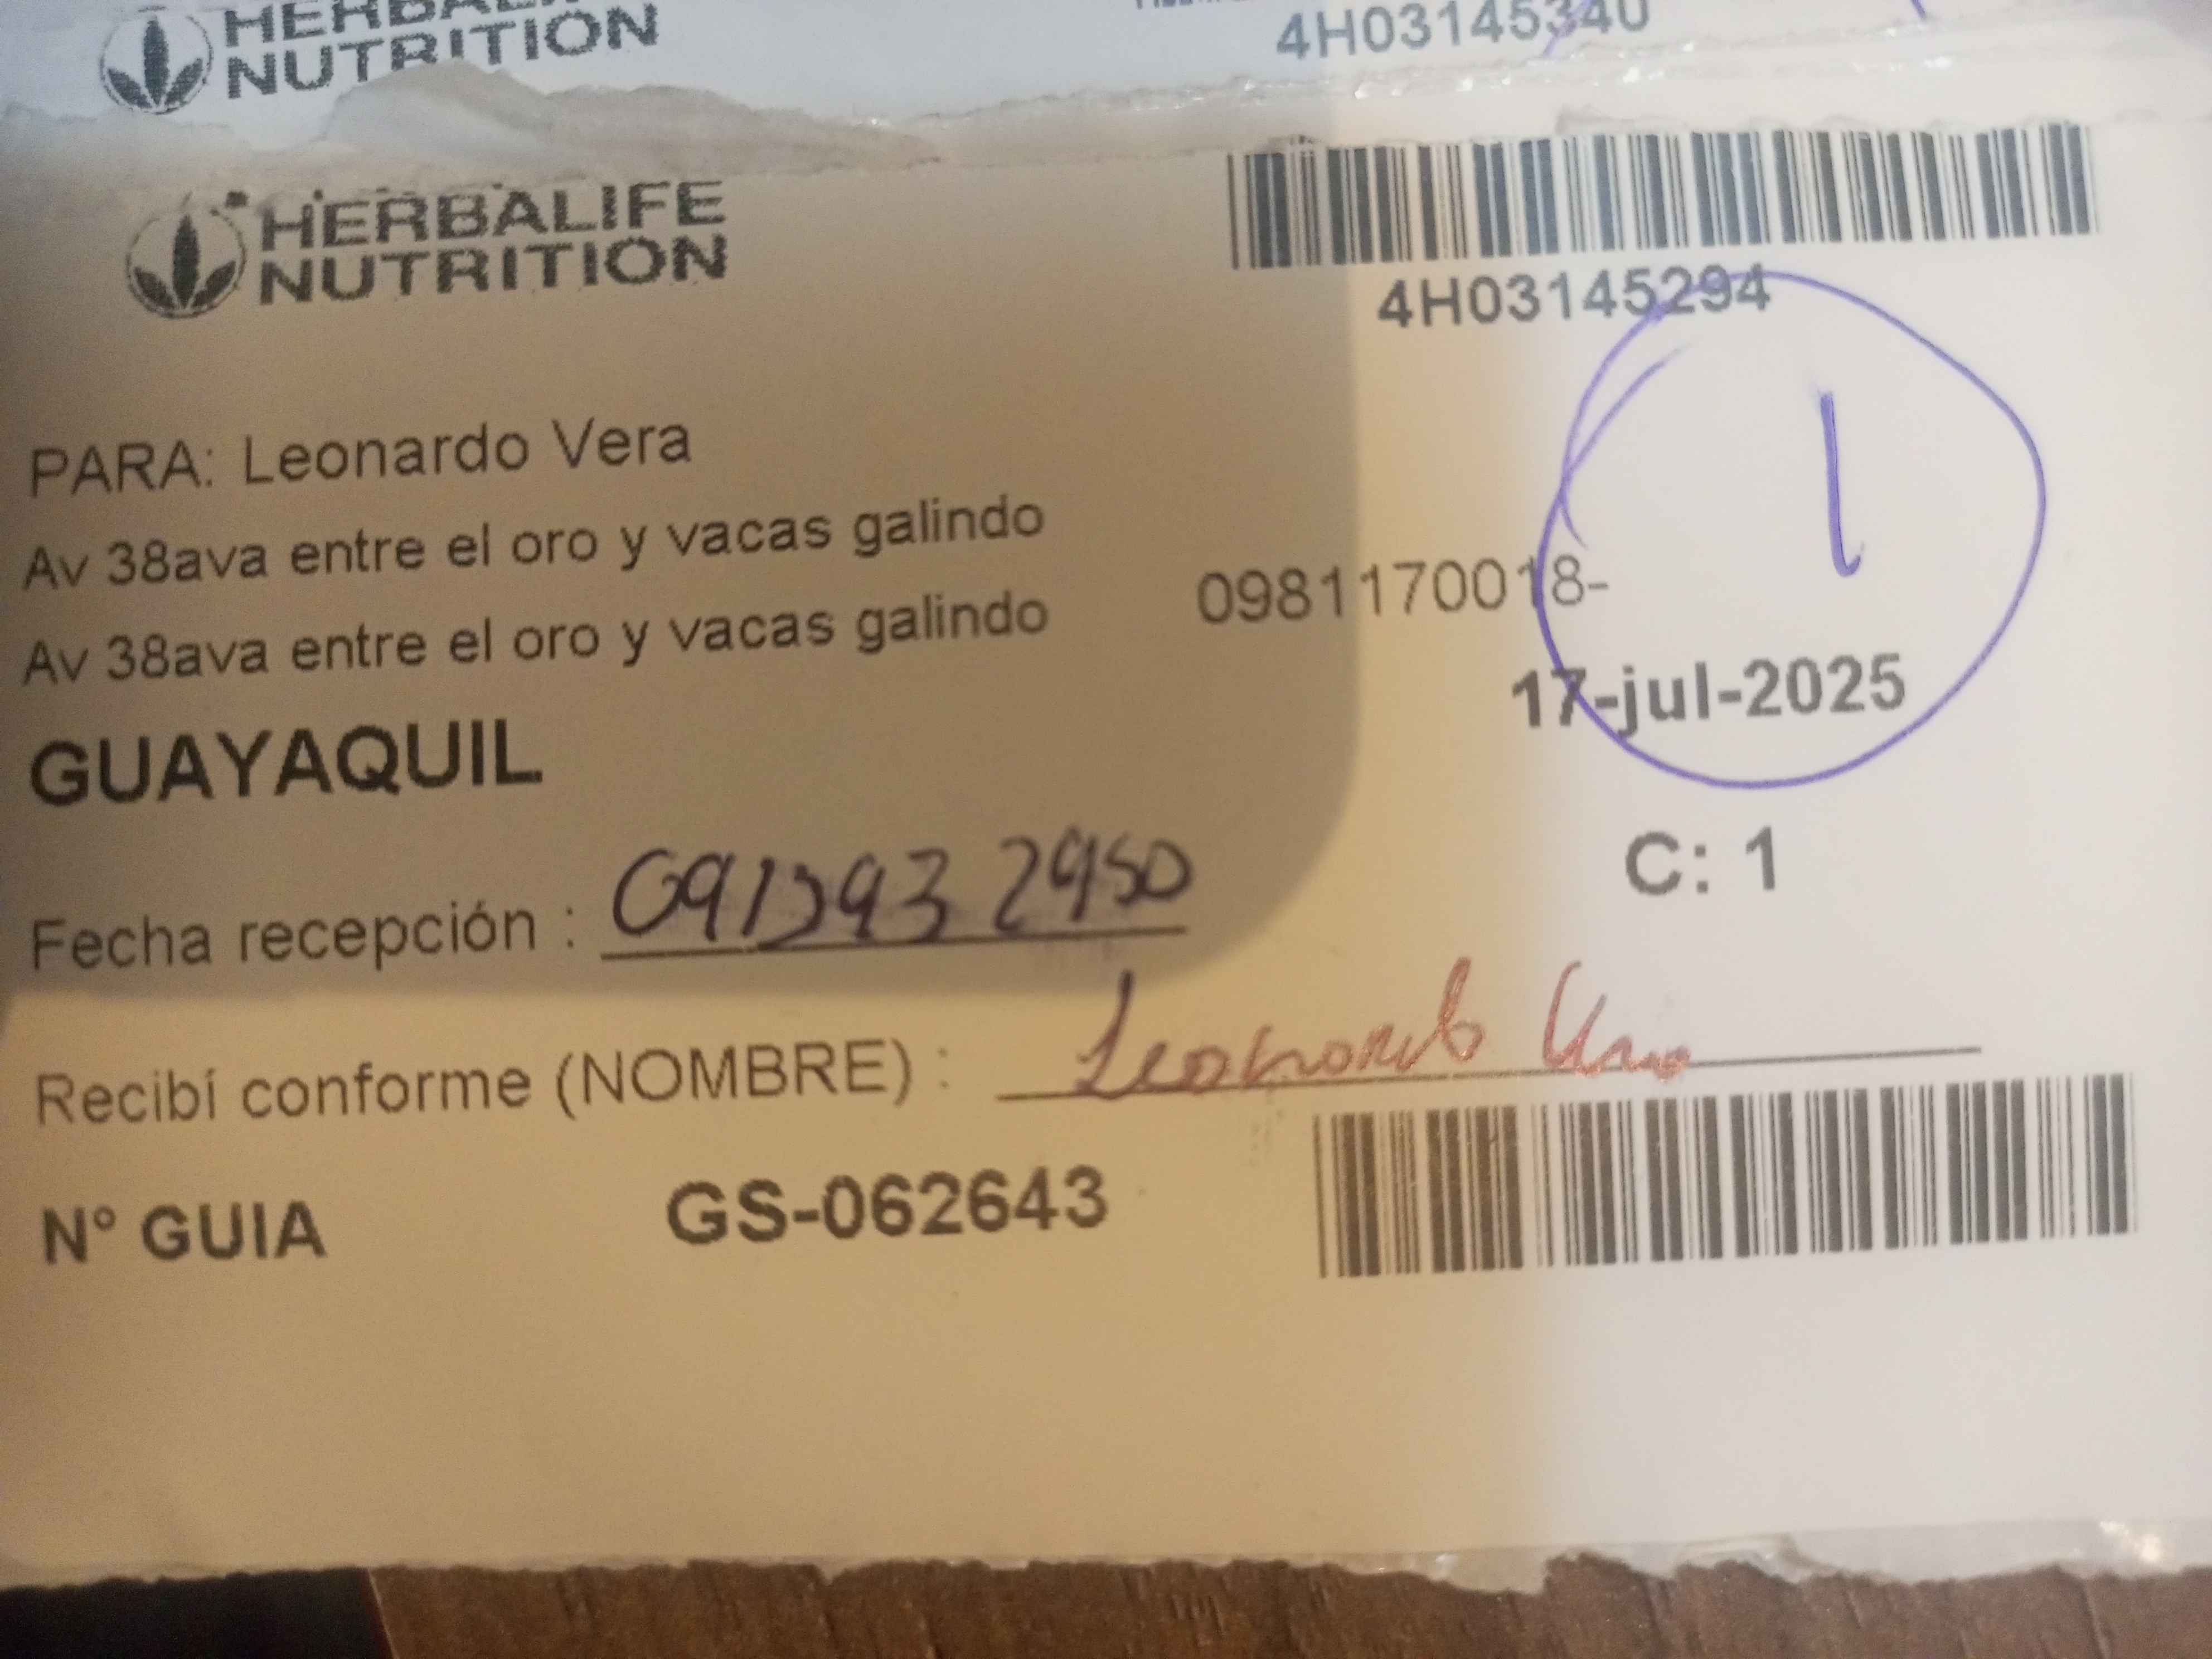 HERBALIFE
NUTRITION
4H03145340
HERBALIFE
NUTRITION
4H03145294
1
PARA: Leonardo Vera
Av 38ava entre el oro y vacas galindo
Av 38ava entre el oro y vacas galindo
0981170018-
17-jul-2025
GUAYAQUIL
C: 1
Fecha recepción :
Recibí conforme (NOMBRE) : Leonardo Vera
N° GUIA GS-062643